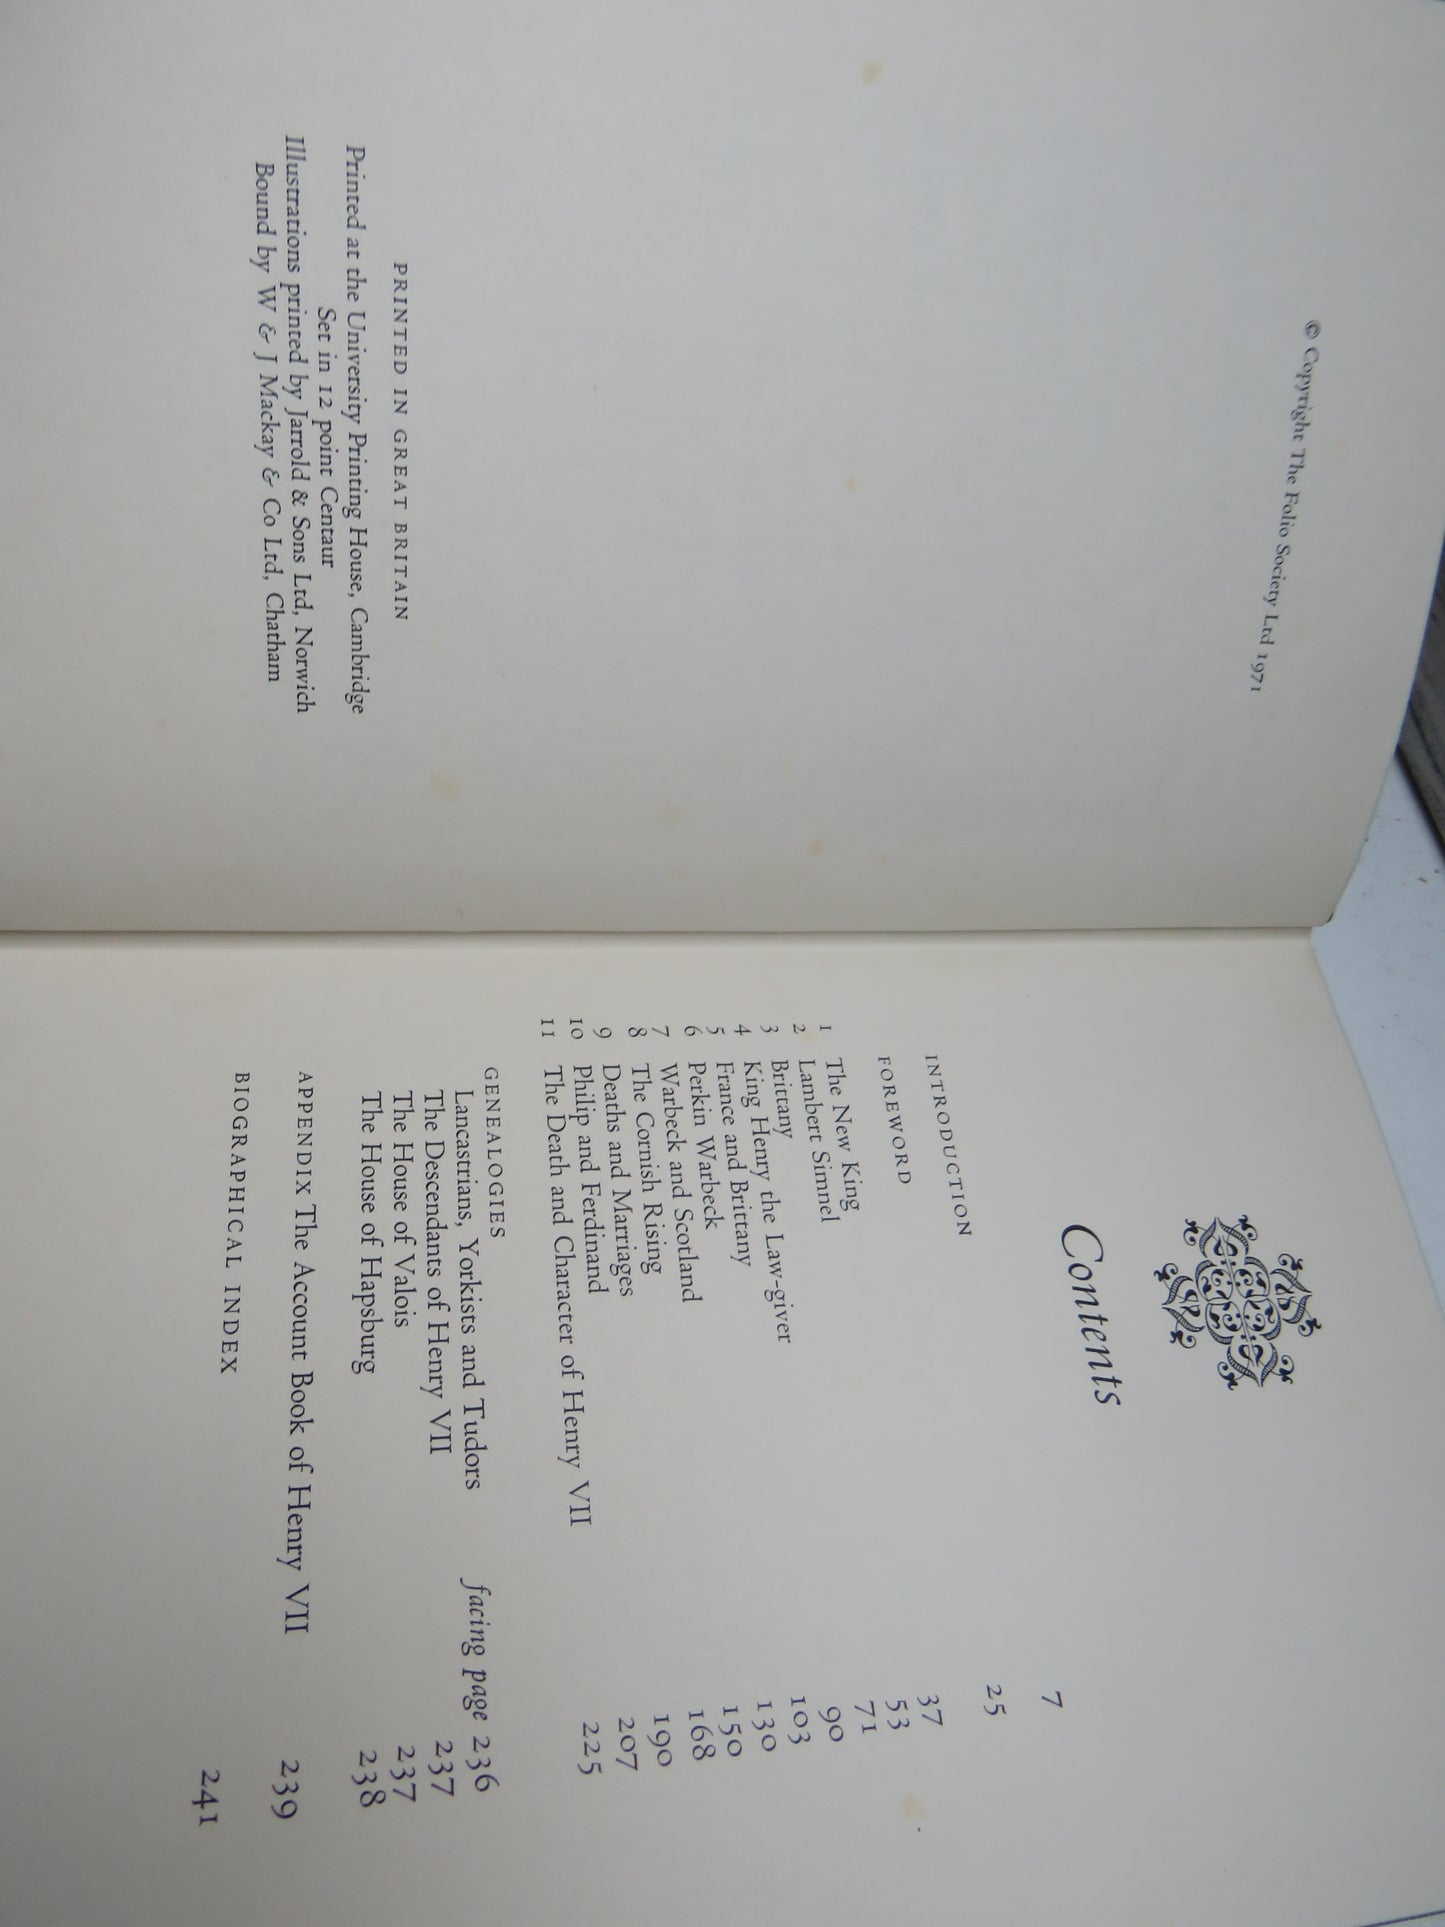 © Copyright The Folio Society Ltd 1971
PRINTED IN GREAT BRITAIN
Printed at the University Printing House, Cambridge
Set in 12 point Centaur
Illustrations printed by Jarrold & Sons Ltd, Norwich
Bound by W & J Mackay & Co Ltd, Chatham
Contents
INTRODUCTION 7
FOREWORD 25
1 The New King 37
2 Lambert Simnel 53
3 Brittany 71
4 King Henry the Law-giver 90
5 France and Brittany 103
6 Perkin Warbeck 130
7 Warbeck and Scotland 150
8 The Cornish Rising 168
9 Deaths and Marriages 190
10 Philip and Ferdinand 207
11 The Death and Character of Henry VII 225
GENEALOGIES
Lancastrians, Yorkists and Tudors facing page 236
The Descendants of Henry VII 237
The House of Valois 237
The House of Hapsburg 238
APPENDIX The Account Book of Henry VII 239
BIOGRAPHICAL INDEX 241